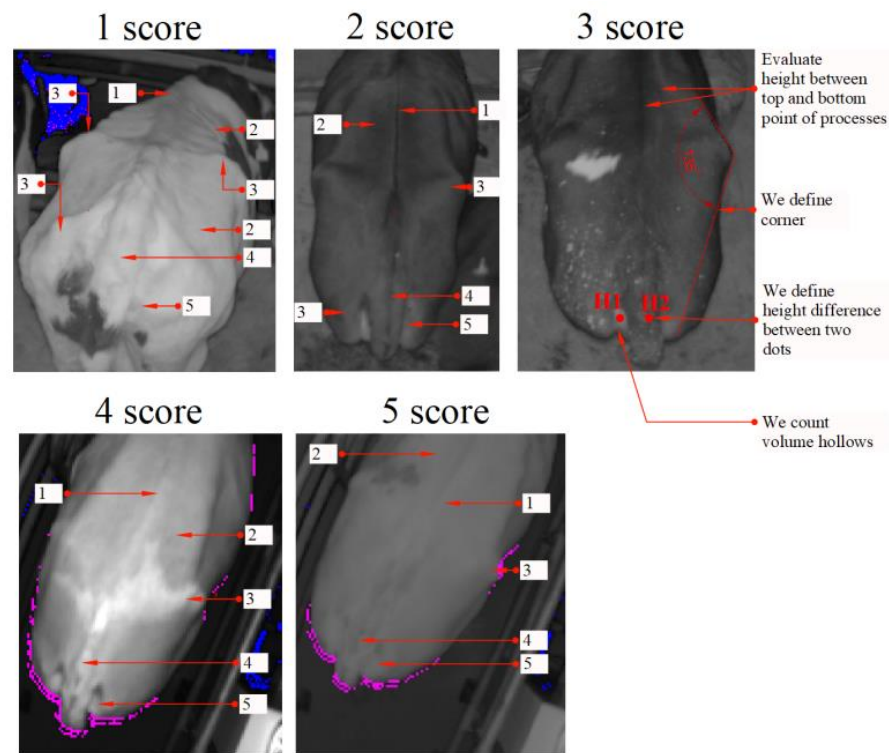 1 score
2 score
3 score
3
1
2
3
3
2
4
5
1
2
3
4
3
5
H1
H2
Evaluate
height between
top and bottom
point of processes
We define
corner
We define
height difference
between two
dots
We count
volume hollows
4 score
5 score
1
2
3
4
5
2
1
3
4
5